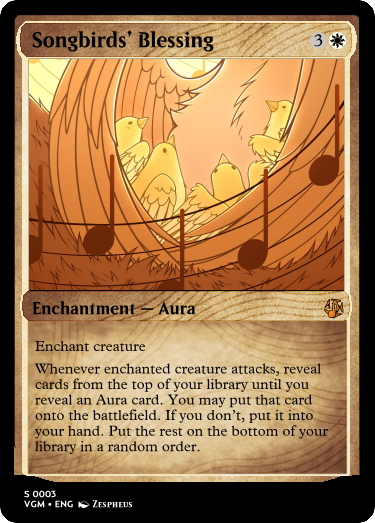 Songbirds' Blessing 3
Enchantment — Aura
Enchant creature
Whenever enchanted creature attacks, reveal
cards from the top of your library until you
reveal an Aura card. You may put that card
onto the battlefield. If you don't, put it into
your hand. Put the rest on the bottom of your
library in a random order.
S 0003
VGM • ENG Zespheus